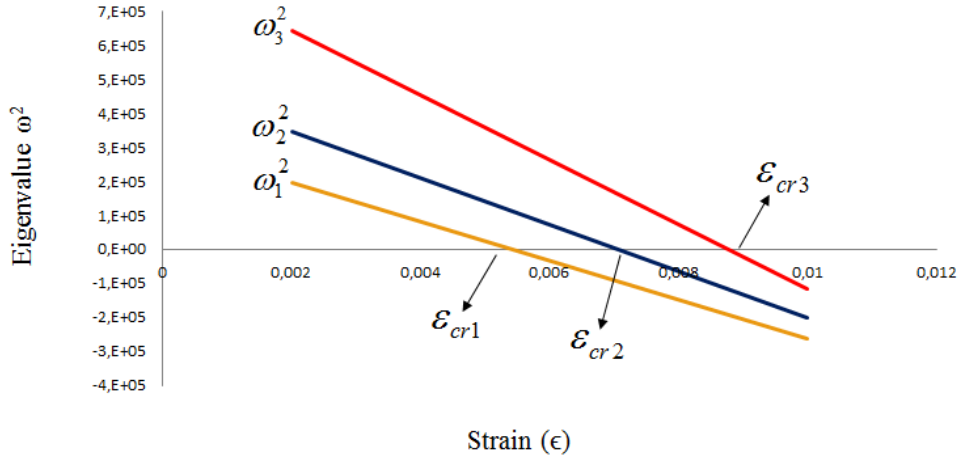 7,E+05
6,E+05
5,E+05
4,E+05
3,E+05
2,E+05
1,E+05
0,E+00
-1,E+05
-2,E+05
-3,E+05
-4,E+05
Eigenvalue ω²
ω₃²
ω₂²
ω₁²
ε_cr3
0 0,002 0,004 0,006 0,008 0,01 0,012
ε_cr1
ε_cr2
Strain (ϵ)